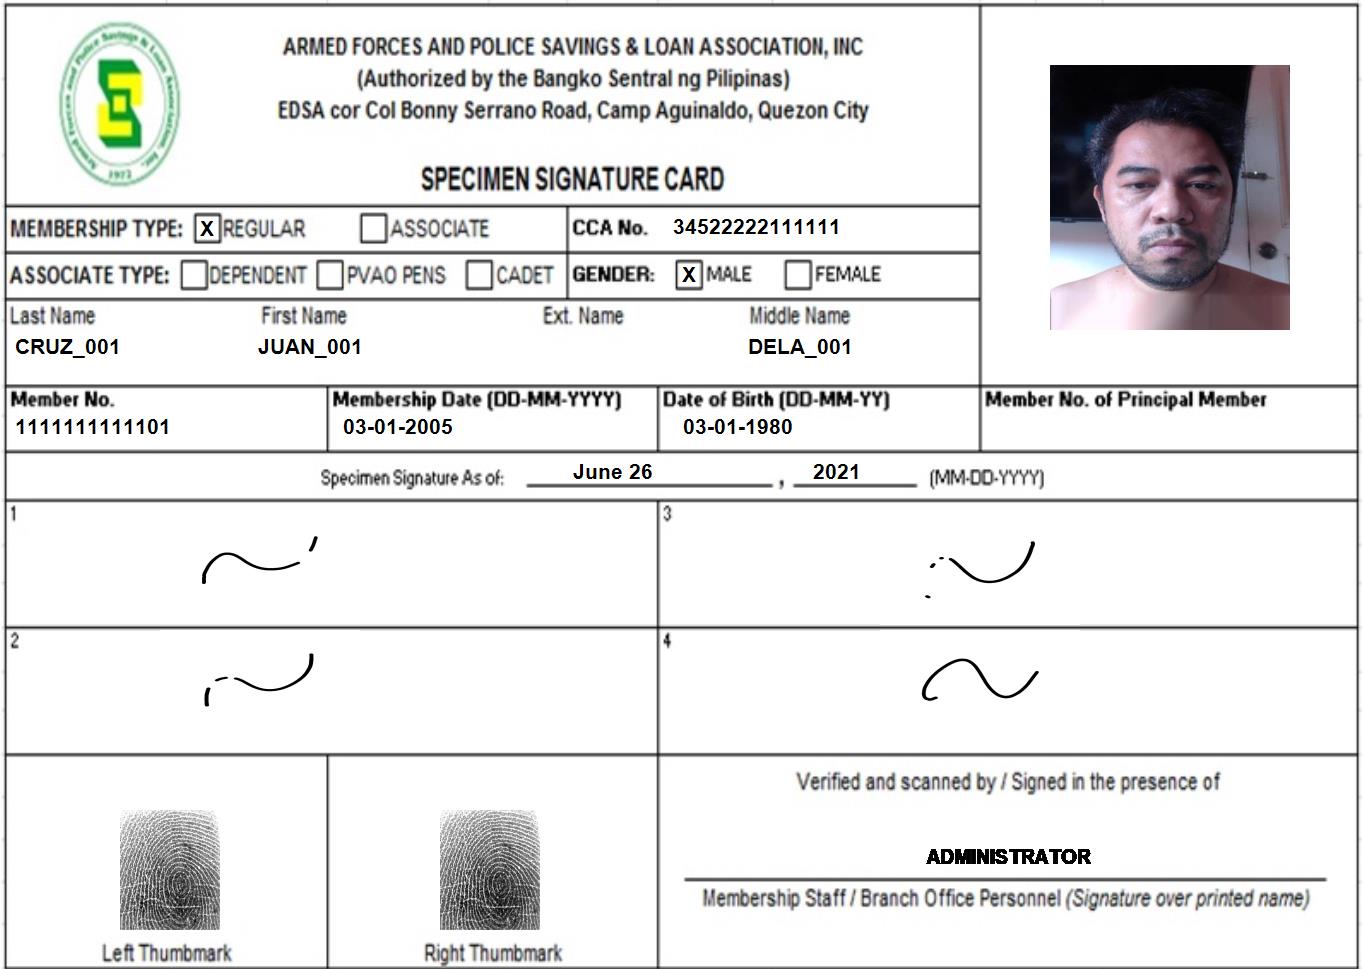 Armed Forces and Police Savings & Loan Association, Inc.
1972
ARMED FORCES AND POLICE SAVINGS & LOAN ASSOCIATION, INC
(Authorized by the Bangko Sentral ng Pilipinas)
EDSA cor Col Bonny Serrano Road, Camp Aguinaldo, Quezon City
SPECIMEN SIGNATURE CARD
MEMBERSHIP TYPE: X REGULAR ASSOCIATE CCA No. 34522222111111
ASSOCIATE TYPE: DEPENDENT PVAO PENS CADET GENDER: X MALE FEMALE
Last Name First Name Ext. Name Middle Name
CRUZ_001 JUAN_001 DELA_001
Member No. Membership Date (DD-MM-YYYY) Date of Birth (DD-MM-YY) Member No. of Principal Member
1111111111101 03-01-2005 03-01-1980
Specimen Signature As of: June 26 , 2021 (MM-DD-YYYY)
1 3
2 4
Verified and scanned by / Signed in the presence of
ADMINISTRATOR
Membership Staff / Branch Office Personnel (Signature over printed name)
Left Thumbmark Right Thumbmark